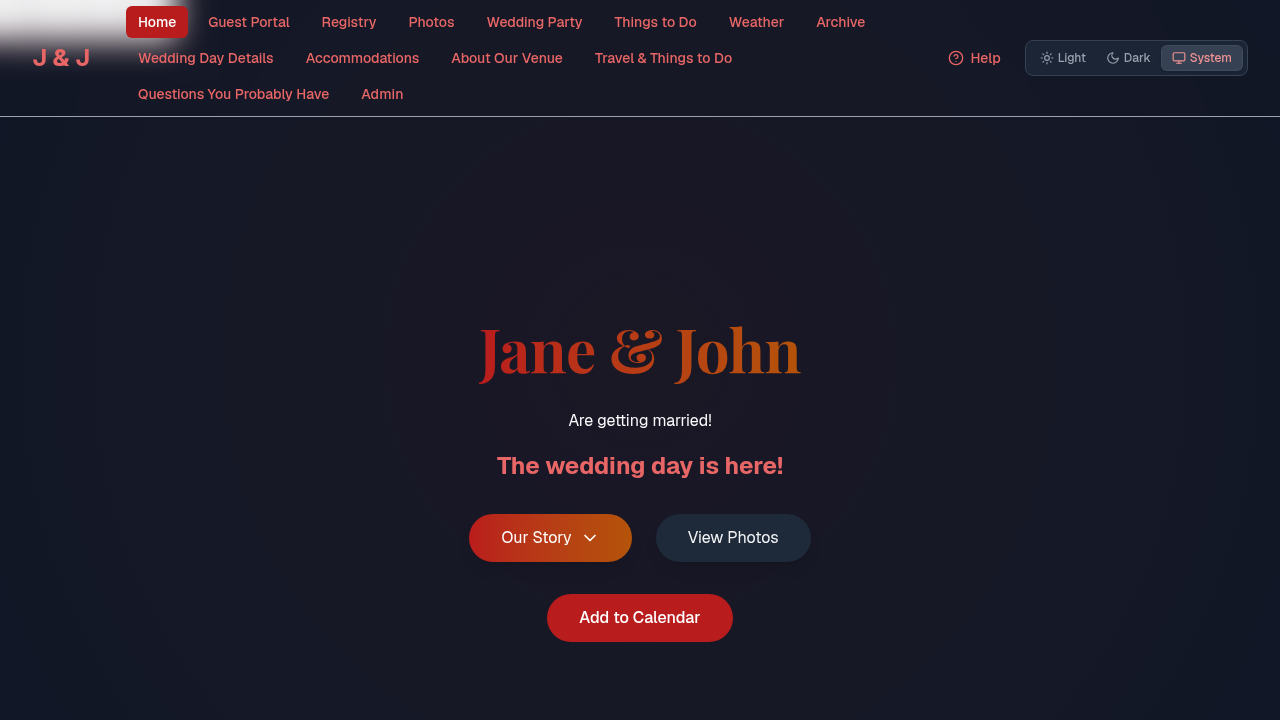 Home Guest Portal Registry Photos Wedding Party Things to Do Weather Archive
J & J Wedding Day Details Accommodations About Our Venue Travel & Things to Do Help Light Dark System
Questions You Probably Have Admin
Jane & John
Are getting married!
The wedding day is here!
Our Story View Photos
Add to Calendar